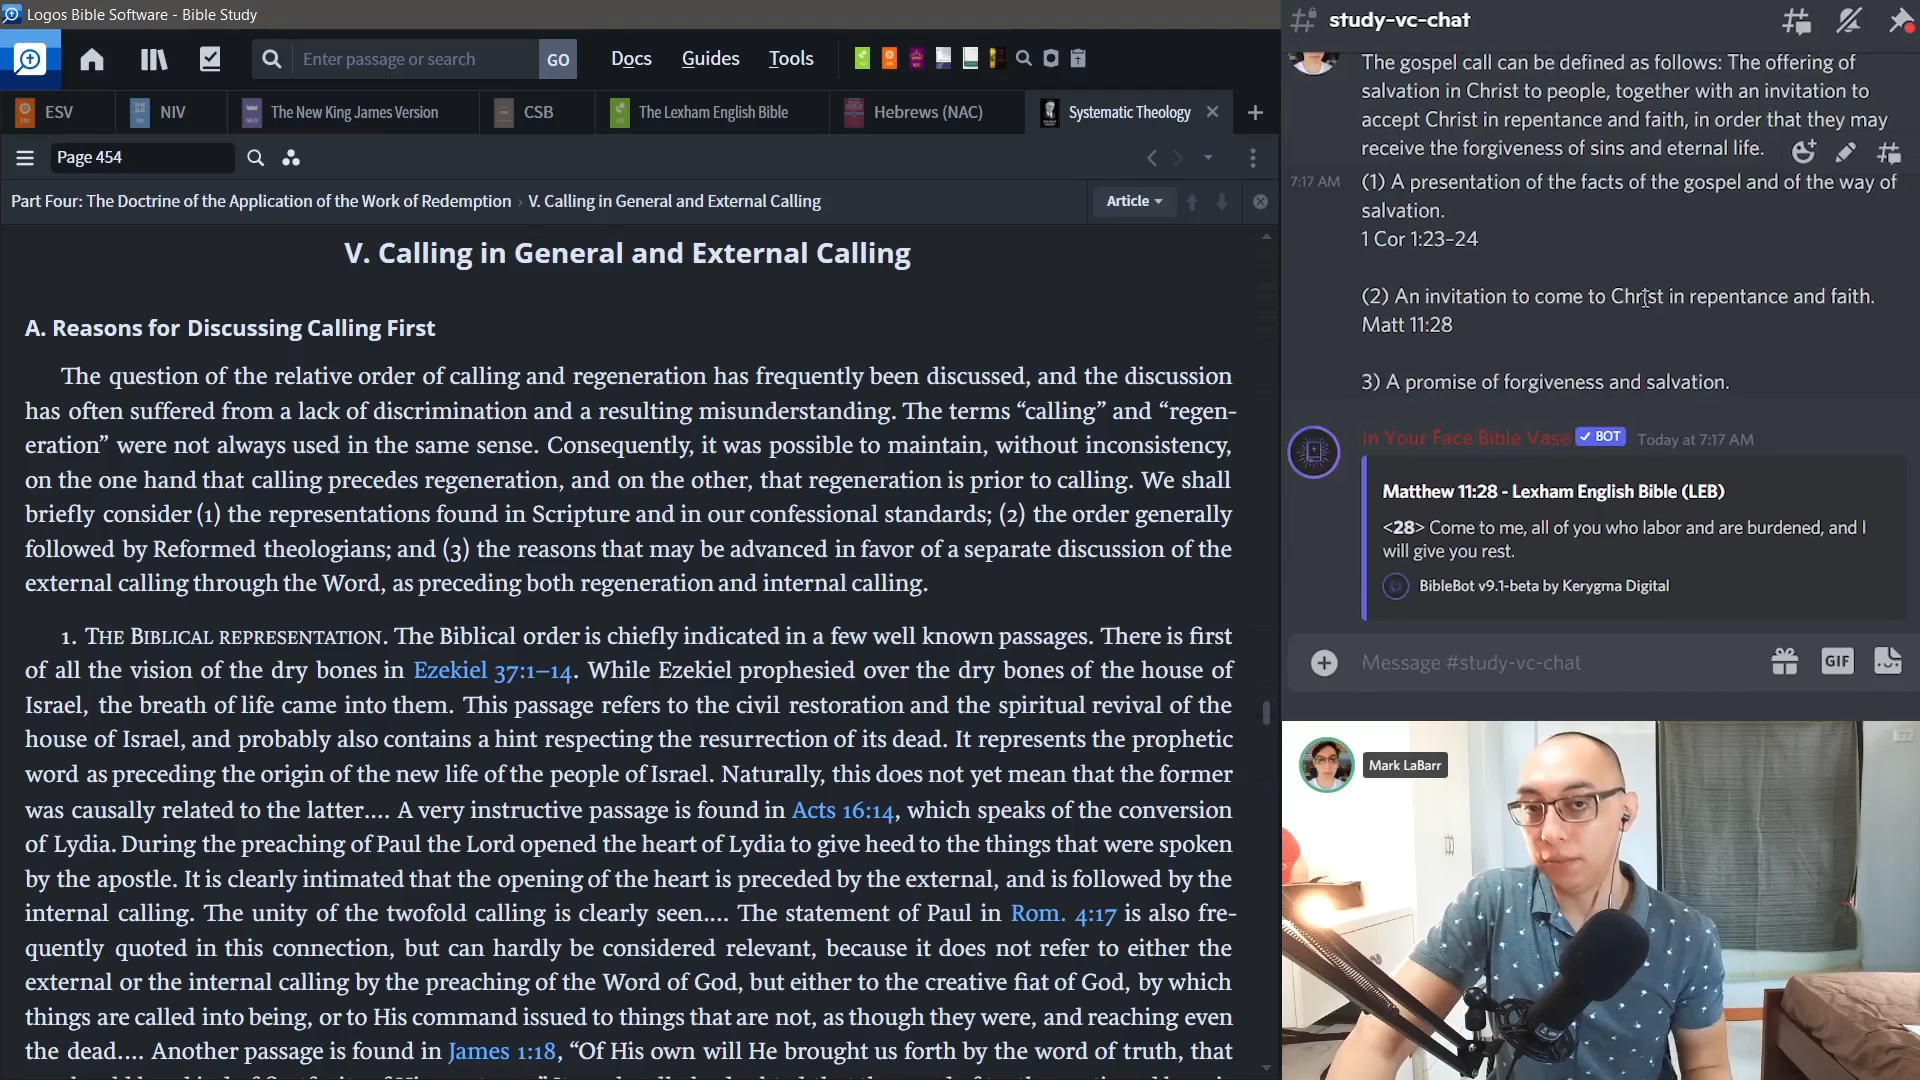 Logos Bible Software - Bible Study
Enter passage or search
GO
Docs
Guides
Tools
ESV
NIV
The New King James Version
CSB
The Lexham English Bible
Hebrews (NAC)
Systematic Theology
Page 454
Part Four: The Doctrine of the Application of the Work of Redemption › V. Calling in General and External Calling
Article
V. Calling in General and External Calling
A. Reasons for Discussing Calling First
The question of the relative order of calling and regeneration has frequently been discussed, and the discussion
has often suffered from a lack of discrimination and a resulting misunderstanding. The terms “calling” and “regen-
eration” were not always used in the same sense. Consequently, it was possible to maintain, without inconsistency,
on the one hand that calling precedes regeneration, and on the other, that regeneration is prior to calling. We shall
briefly consider (1) the representations found in Scripture and in our confessional standards; (2) the order generally
followed by Reformed theologians; and (3) the reasons that may be advanced in favor of a separate discussion of the
external calling through the Word, as preceding both regeneration and internal calling.
1. THE BIBLICAL REPRESENTATION. The Biblical order is chiefly indicated in a few well known passages. There is first
of all the vision of the dry bones in Ezekiel 37:1–14. While Ezekiel prophesied over the dry bones of the house of
Israel, the breath of life came into them. This passage refers to the civil restoration and the spiritual revival of the
house of Israel, and probably also contains a hint respecting the resurrection of its dead. It represents the prophetic
word as preceding the origin of the new life of the people of Israel. Naturally, this does not yet mean that the former
was causally related to the latter.… A very instructive passage is found in Acts 16:14, which speaks of the conversion
of Lydia. During the preaching of Paul the Lord opened the heart of Lydia to give heed to the things that were spoken
by the apostle. It is clearly intimated that the opening of the heart is preceded by the external, and is followed by the
internal calling. The unity of the twofold calling is clearly seen.… The statement of Paul in Rom. 4:17 is also fre-
quently quoted in this connection, but can hardly be considered relevant, because it does not refer to either the
external or the internal calling by the preaching of the Word of God, but either to the creative fiat of God, by which
things are called into being, or to His command issued to things that are not, as though they were, and reaching even
the dead.… Another passage is found in James 1:18, “Of His own will He brought us forth by the word of truth, that
study-vc-chat
The gospel call can be defined as follows: The offering of
salvation in Christ to people, together with an invitation to
accept Christ in repentance and faith, in order that they may
receive the forgiveness of sins and eternal life.
7:17 AM
(1) A presentation of the facts of the gospel and of the way of
salvation.
1 Cor 1:23–24
(2) An invitation to come to Christ in repentance and faith.
Matt 11:28
3) A promise of forgiveness and salvation.
In Your Face Bible Vase ✓ BOT Today at 7:17 AM
Matthew 11:28 - Lexham English Bible (LEB)
<28> Come to me, all of you who labor and are burdened, and I
will give you rest.
BibleBot v9.1-beta by Kerygma Digital
Message #study-vc-chat
GIF
Mark LaBarr